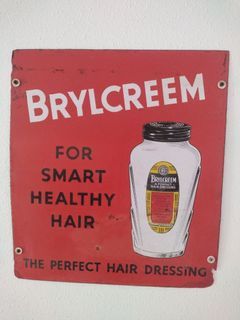 BRYLCREEM
FOR
SMART
HEALTHY
HAIR
BRYLCREEM
THE PERFECT HAIR DRESSING